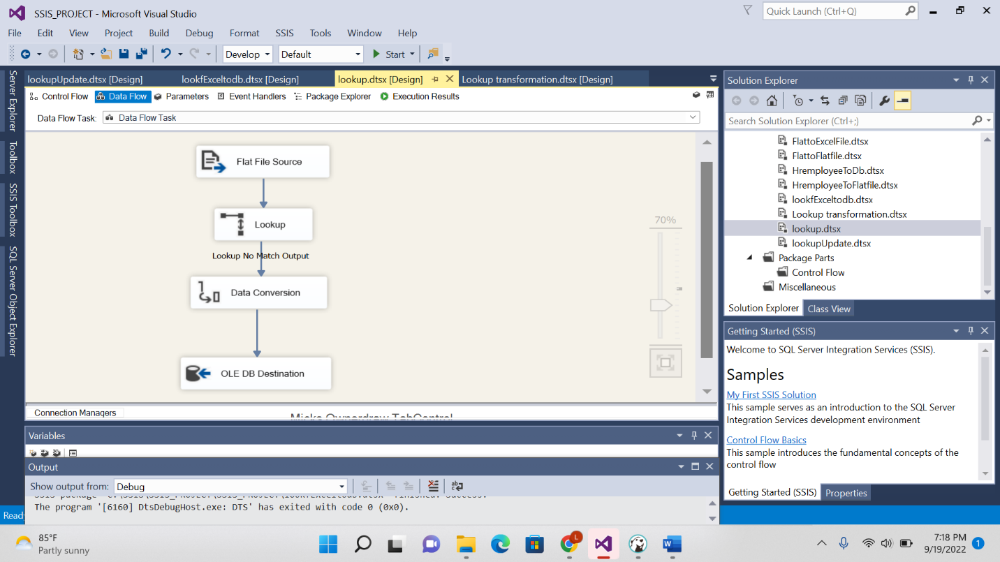 SSIS_PROJECT - Microsoft Visual Studio
Quick Launch (Ctrl+Q)
File Edit View Project Build Debug Format SSIS Tools Window Help
Develop Default Start
lookupUpdate.dtsx [Design] lookfExceltodb.dtsx [Design] lookup.dtsx [Design] Lookup transformation.dtsx [Design]
Control Flow Data Flow Parameters Event Handlers Package Explorer Execution Results
Data Flow Task: Data Flow Task
Server Explorer
Toolbox
SSIS Toolbox
SQL Server Object Explorer
Flat File Source
Lookup
Lookup No Match Output
Data Conversion
OLE DB Destination
70%
Connection Managers
Variables
Output
Show output from: Debug
The program '[6160] DtsDebugHost.exe: DTS' has exited with code 0 (0x0).
Read
Solution Explorer
Search Solution Explorer (Ctrl+;)
FlattoExcelFile.dtsx
FlattoFlatfile.dtsx
HremployeeToDb.dtsx
HremployeeToFlatfile.dtsx
lookfExceltodb.dtsx
Lookup transformation.dtsx
lookup.dtsx
lookupUpdate.dtsx
Package Parts
Control Flow
Miscellaneous
Solution Explorer Class View
Getting Started (SSIS)
Welcome to SQL Server Integration Services (SSIS).
Samples
My First SSIS Solution
This sample serves as an introduction to the SQL Server
Integration Services development environment
Control Flow Basics
This sample introduces the fundamental concepts of the
control flow
Getting Started (SSIS) Properties
85°F
Partly sunny
L
7:18 PM
9/19/2022
1